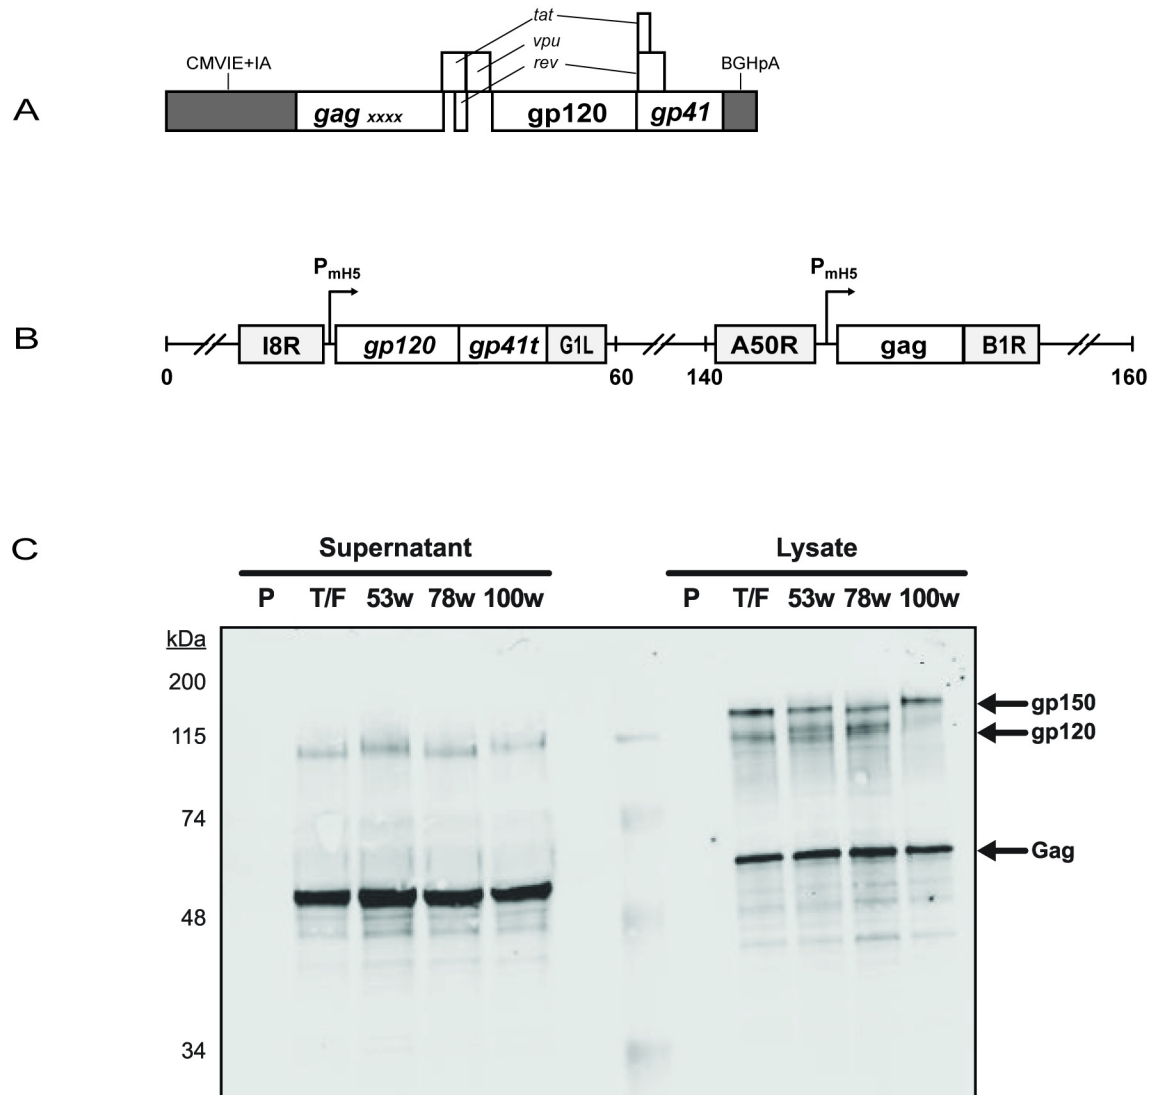 A
tat
vpu
rev
CMVIE+IA
BGHpA
gag xxxx
gp120
gp41
B
PmH5
PmH5
I8R
gp120
gp41t
G1L
A50R
gag
B1R
0
60
140
160
C
Supernatant
Lysate
P T/F 53w 78w 100w
P T/F 53w 78w 100w
kDa
200
115
74
48
34
gp150
gp120
Gag